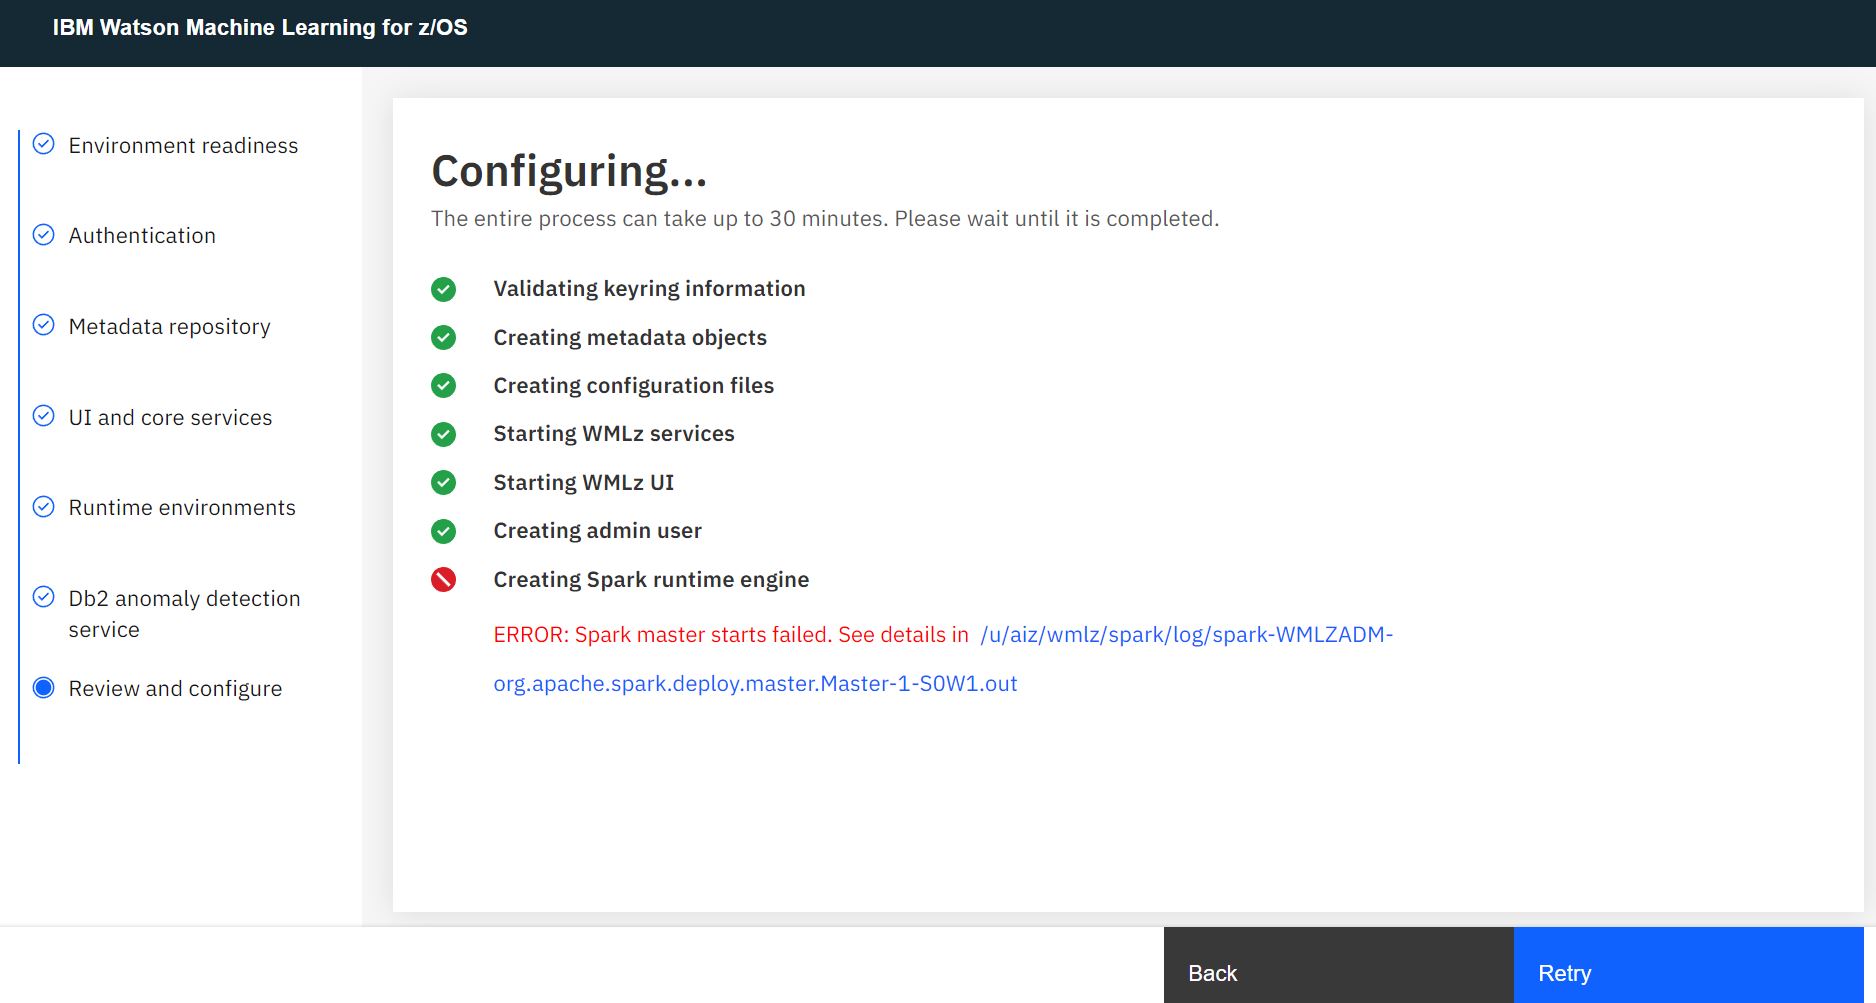 IBM Watson Machine Learning for z/OS
Environment readiness
Authentication
Metadata repository
UI and core services
Runtime environments
Db2 anomaly detection
service
Review and configure
Configuring...
The entire process can take up to 30 minutes. Please wait until it is completed.
Validating keyring information
Creating metadata objects
Creating configuration files
Starting WMLz services
Starting WMLz UI
Creating admin user
Creating Spark runtime engine
ERROR: Spark master starts failed. See details in /u/aiz/wmlz/spark/log/spark-WMLZADM-
org.apache.spark.deploy.master.Master-1-S0W1.out
Back
Retry